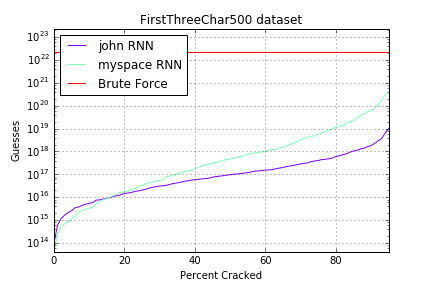 FirstThreeChar500 dataset
john RNN
myspace RNN
Brute Force
10²³
10²²
10²¹
10²⁰
10¹⁹
10¹⁸
10¹⁷
10¹⁶
10¹⁵
10¹⁴
Guesses
0 20 40 60 80
Percent Cracked